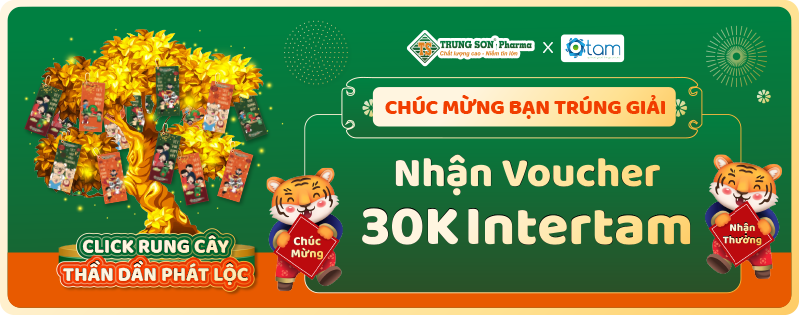 TRUNG SƠN Pharma
Chất lượng cao - Niềm tin lớn
X
Otam
CHÚC MỪNG BẠN TRÚNG GIẢI
Nhận Voucher
30K Intertam
Chúc
Mừng
Nhận
Thưởng
CLICK RUNG CÂY
THẦN DẦN PHÁT LỘC